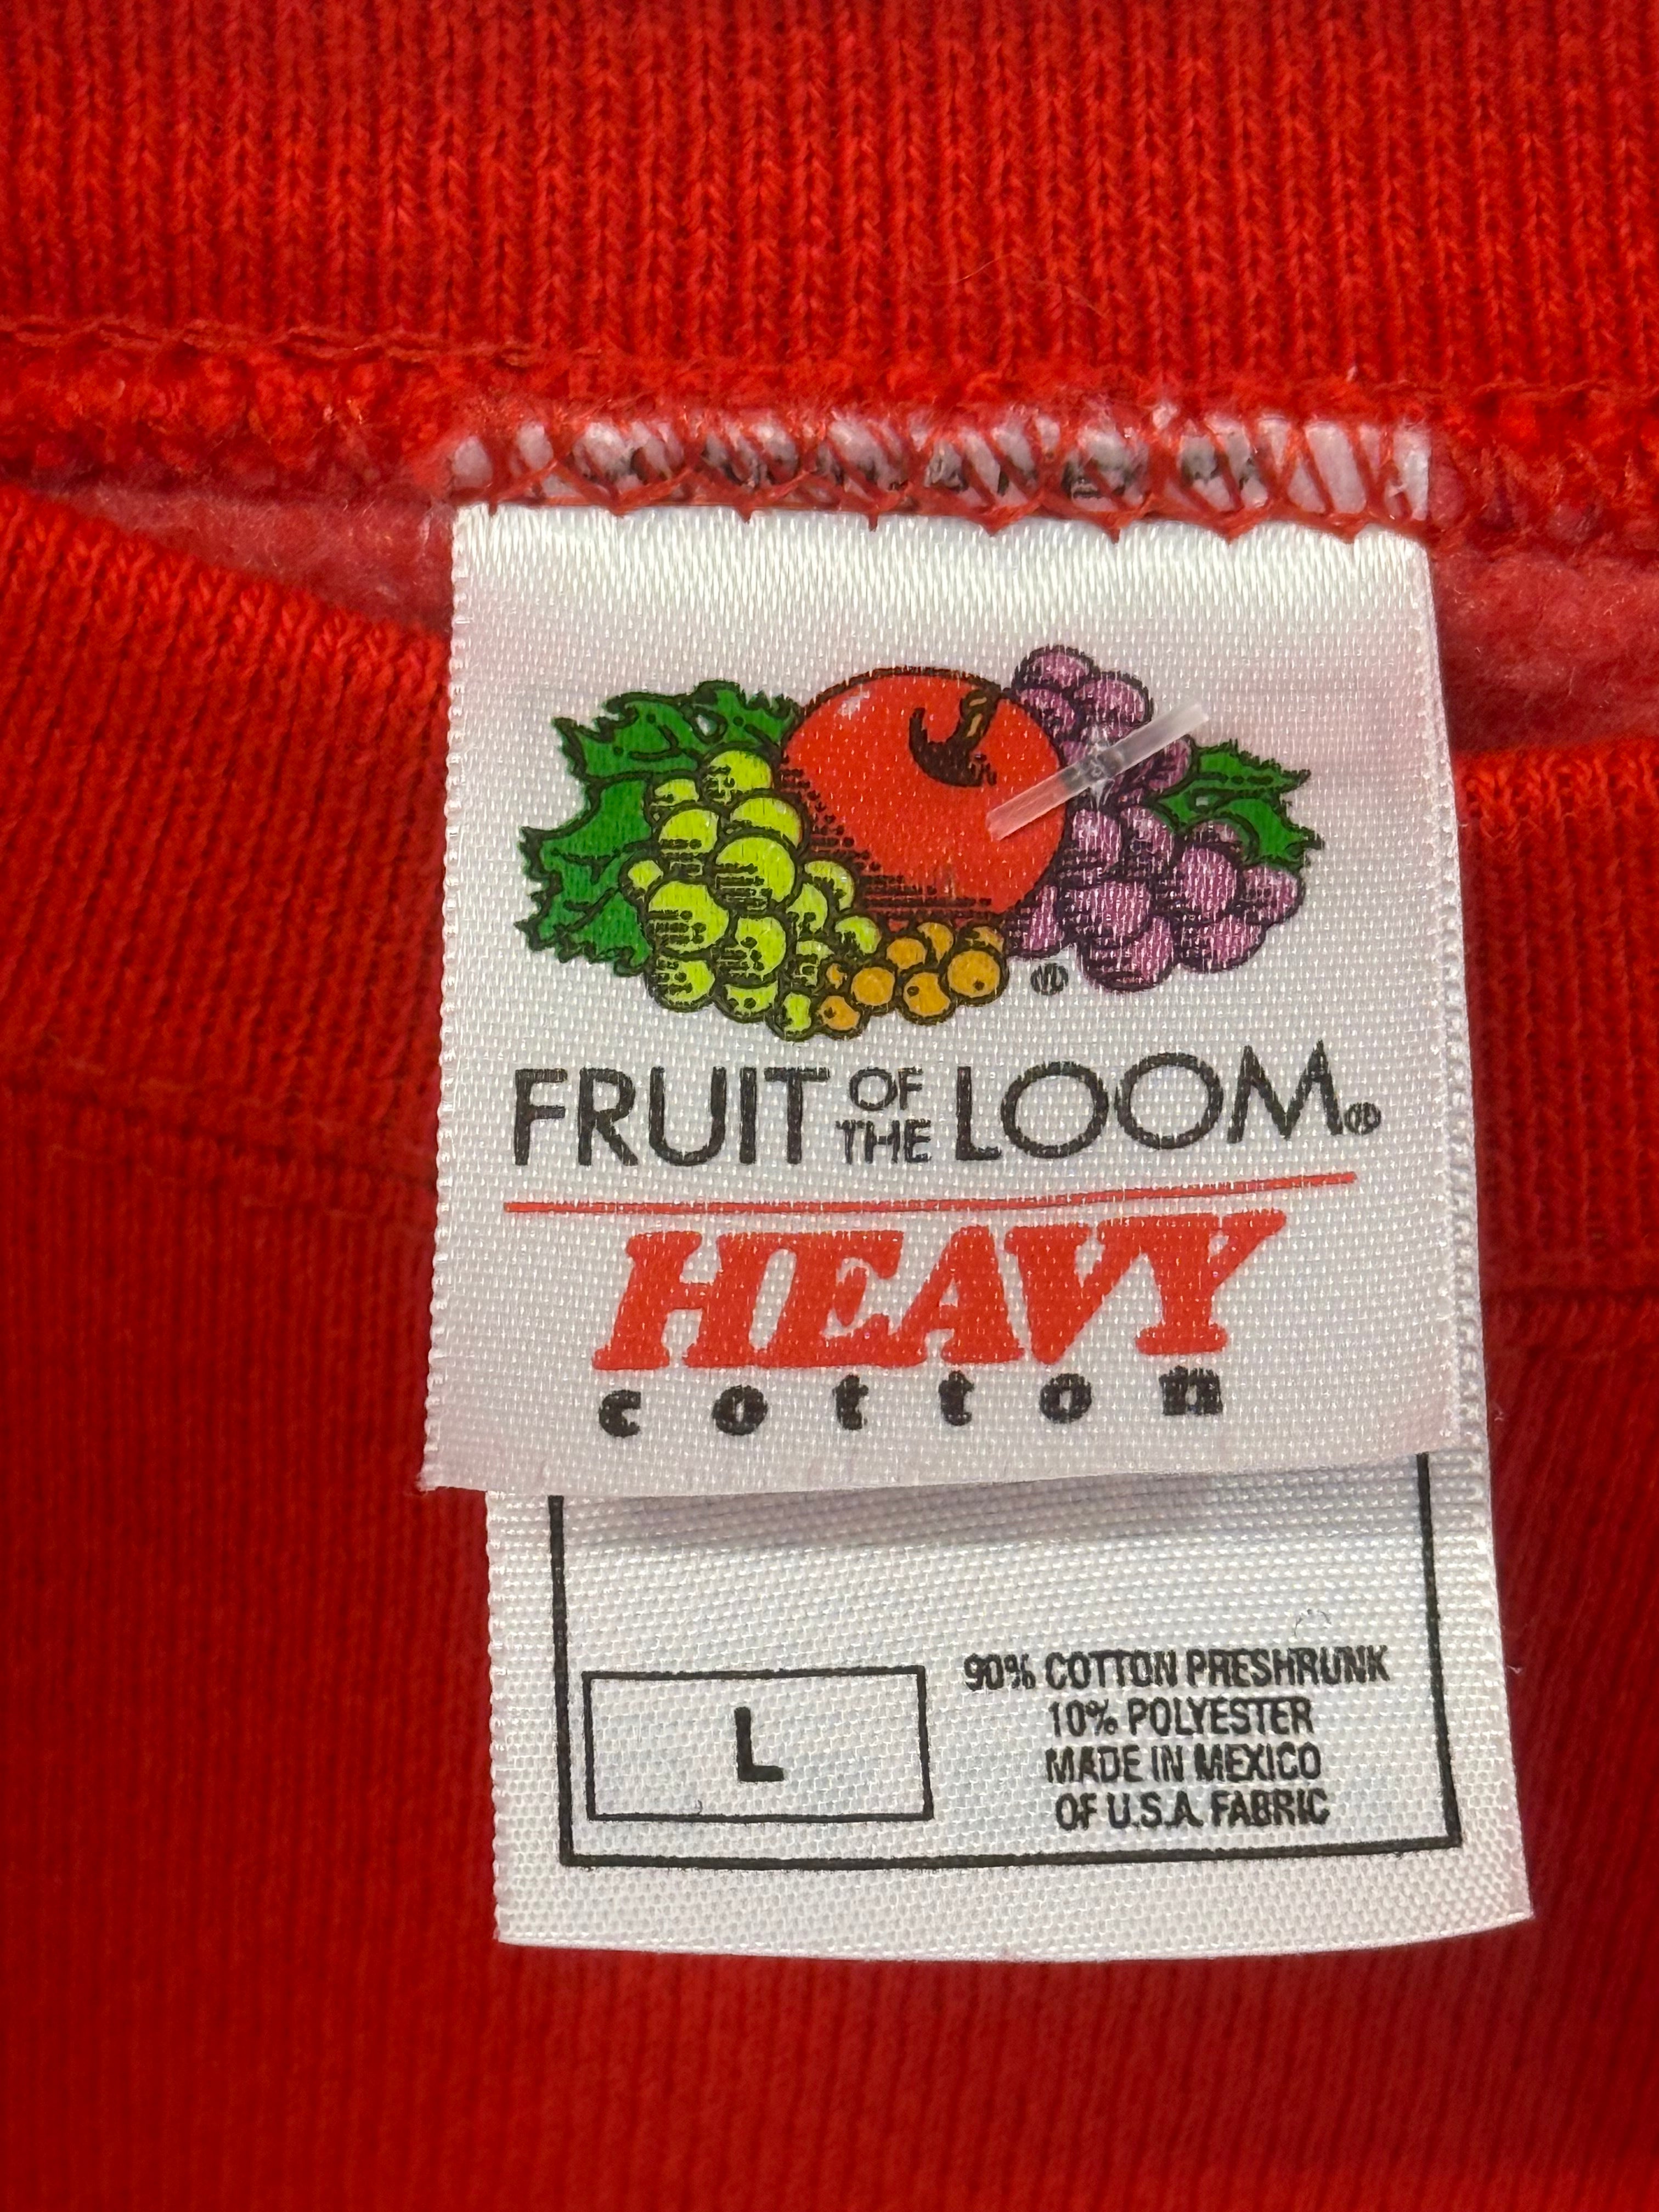 ®
FRUIT OF THE LOOM®
HEAVY
cotton
L
90% COTTON PRESHRUNK
10% POLYESTER
MADE IN MEXICO
OF U.S.A. FABRIC